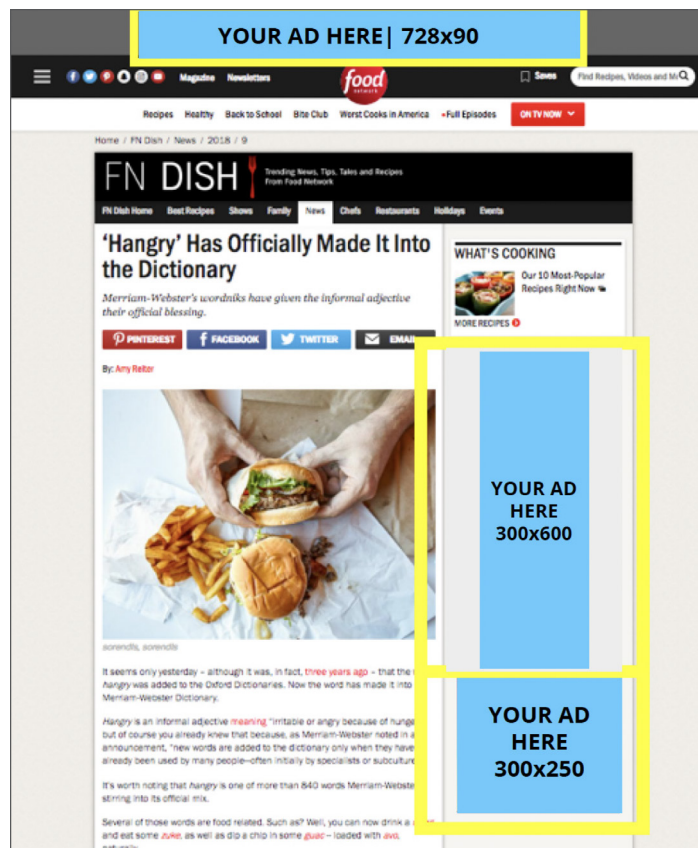 YOUR AD HERE| 728x90
Magazine Newsletters
food
network
Saves
Find Recipes, Videos and
Recipes Healthy Back to School Bite Club Worst Cooks in America •Full Episodes ON TV NOW
Home / FN Dish / News / 2018 / 9
FN DISH
Trending News, Tips, Tales and Recipes
From Food Network
FN Dish Home Best Recipes Shows Family News Chefs Restaurants Holidays Events
‘Hangry’ Has Officially Made It Into
the Dictionary
Merriam-Webster's wordniks have given the informal adjective
their official blessing.
PINTEREST FACEBOOK TWITTER EMAIL
By: Amy Reiter
WHAT'S COOKING
Our 10 Most-Popular
Recipes Right Now
MORE RECIPES
YOUR AD
HERE
300x600
sorendls, sorendls
It seems only yesterday – although it was, in fact, three years ago – that the
hangry was added to the Oxford Dictionaries. Now the word has made it into
Merriam-Webster Dictionary.
Hangry is an informal adjective meaning "irritable or angry because of
but of course you already knew that because, as Merriam-Webster noted in
announcement, "new words are added to the dictionary only when they have
already been used by many people—often initially by specialists or
It's worth noting that hangry is one of more than 840 words
stirring into its official mix.
Several of those words are food related. Such as? Well, you can now drink a
and eat some zuke, as well as dip a chip in some guac – loaded with avo,
YOUR AD
HERE
300x250